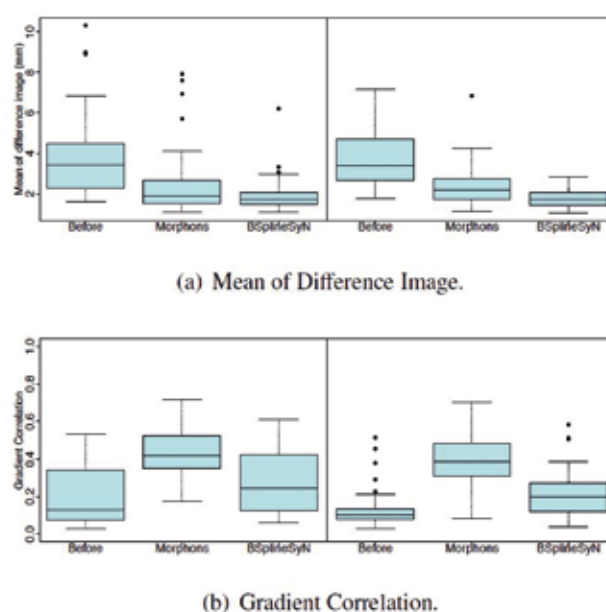 Mean of difference image (mm)
2 4 6 8 10
Before Morphons BSplineSyN Before Morphons BSplineSyN
(a) Mean of Difference Image.
Gradient Correlation
0.0 0.2 0.4 0.6 0.8 1.0
Before Morphons BSplineSyN Before Morphons BSplineSyN
(b) Gradient Correlation.